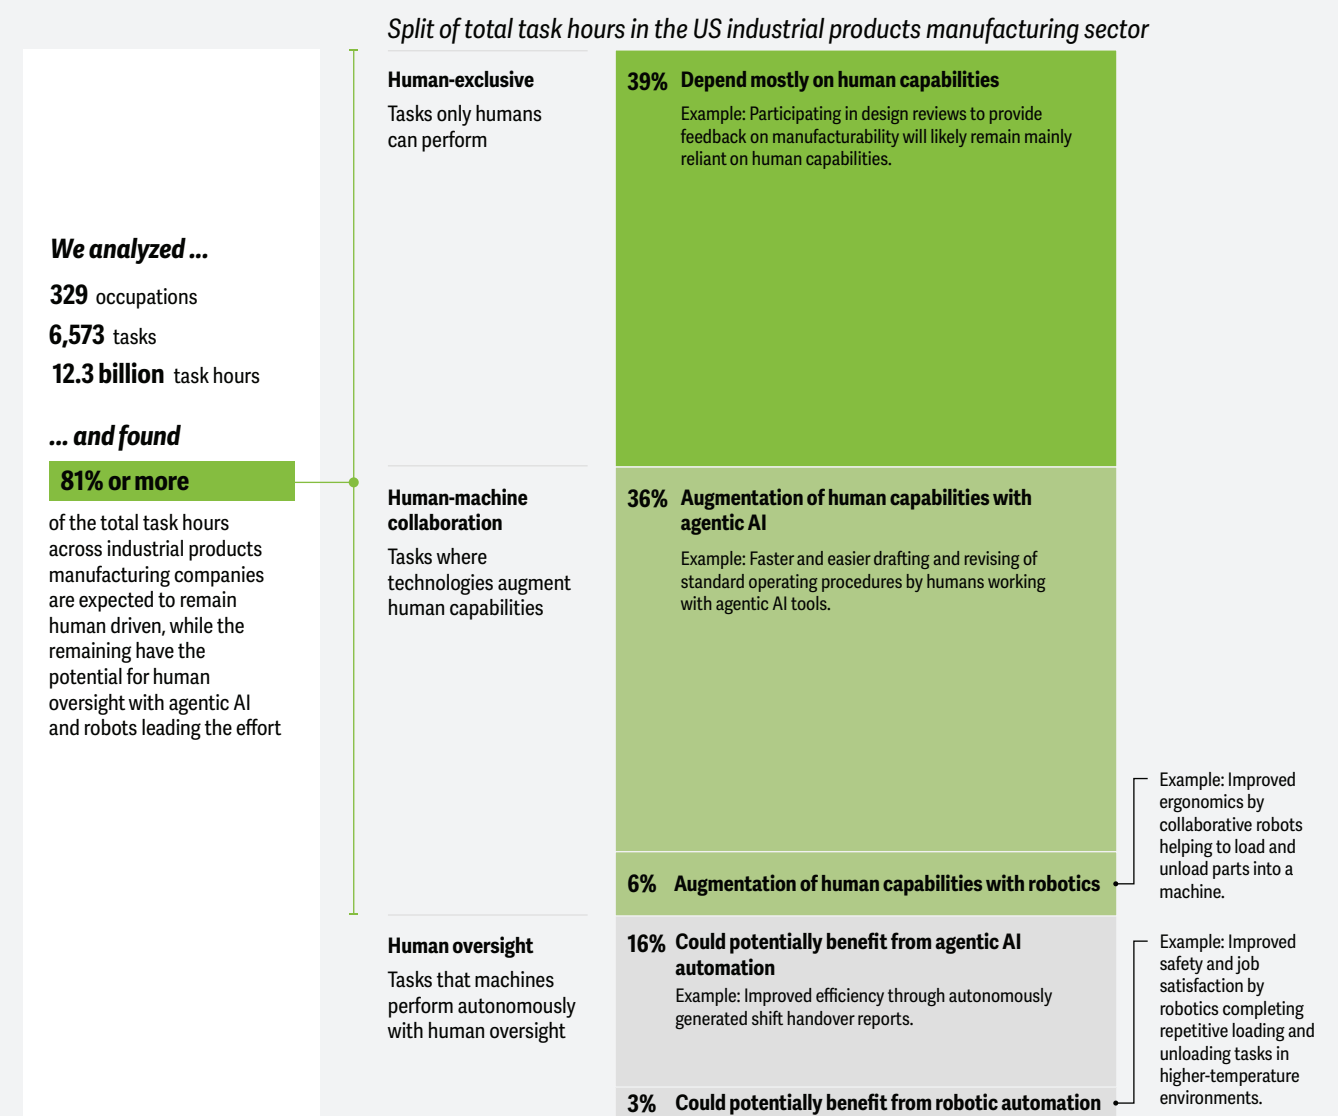 Split of total task hours in the US industrial products manufacturing sector
We analyzed ...
329 occupations
6,573 tasks
12.3 billion task hours
... and found
81% or more
of the total task hours
across industrial products
manufacturing companies
are expected to remain
human driven, while the
remaining have the
potential for human
oversight with agentic AI
and robots leading the effort
Human-exclusive
Tasks only humans
can perform
39% Depend mostly on human capabilities
Example: Participating in design reviews to provide
feedback on manufacturability will likely remain mainly
reliant on human capabilities.
Human-machine
collaboration
Tasks where
technologies augment
human capabilities
36% Augmentation of human capabilities with
agentic AI
Example: Faster and easier drafting and revising of
standard operating procedures by humans working
with agentic AI tools.
6% Augmentation of human capabilities with robotics
Example: Improved
ergonomics by
collaborative robots
helping to load and
unload parts into a
machine.
Human oversight
Tasks that machines
perform autonomously
with human oversight
16% Could potentially benefit from agentic AI
automation
Example: Improved efficiency through autonomously
generated shift handover reports.
3% Could potentially benefit from robotic automation
Example: Improved
safety and job
satisfaction by
robotics completing
repetitive loading and
unloading tasks in
higher-temperature
environments.